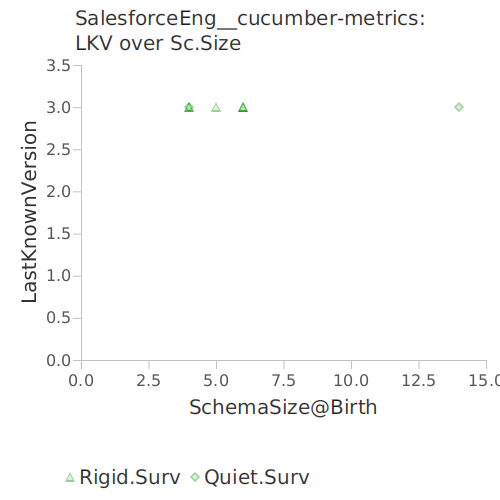 SalesforceEng__cucumber-metrics:
LKV over Sc.Size
3.5
3.0
2.5
2.0
1.5
1.0
0.5
0.0
LastKnownVersion
0.0 2.5 5.0 7.5 10.0 12.5 15.0
SchemaSize@Birth
Rigid.Surv Quiet.Surv